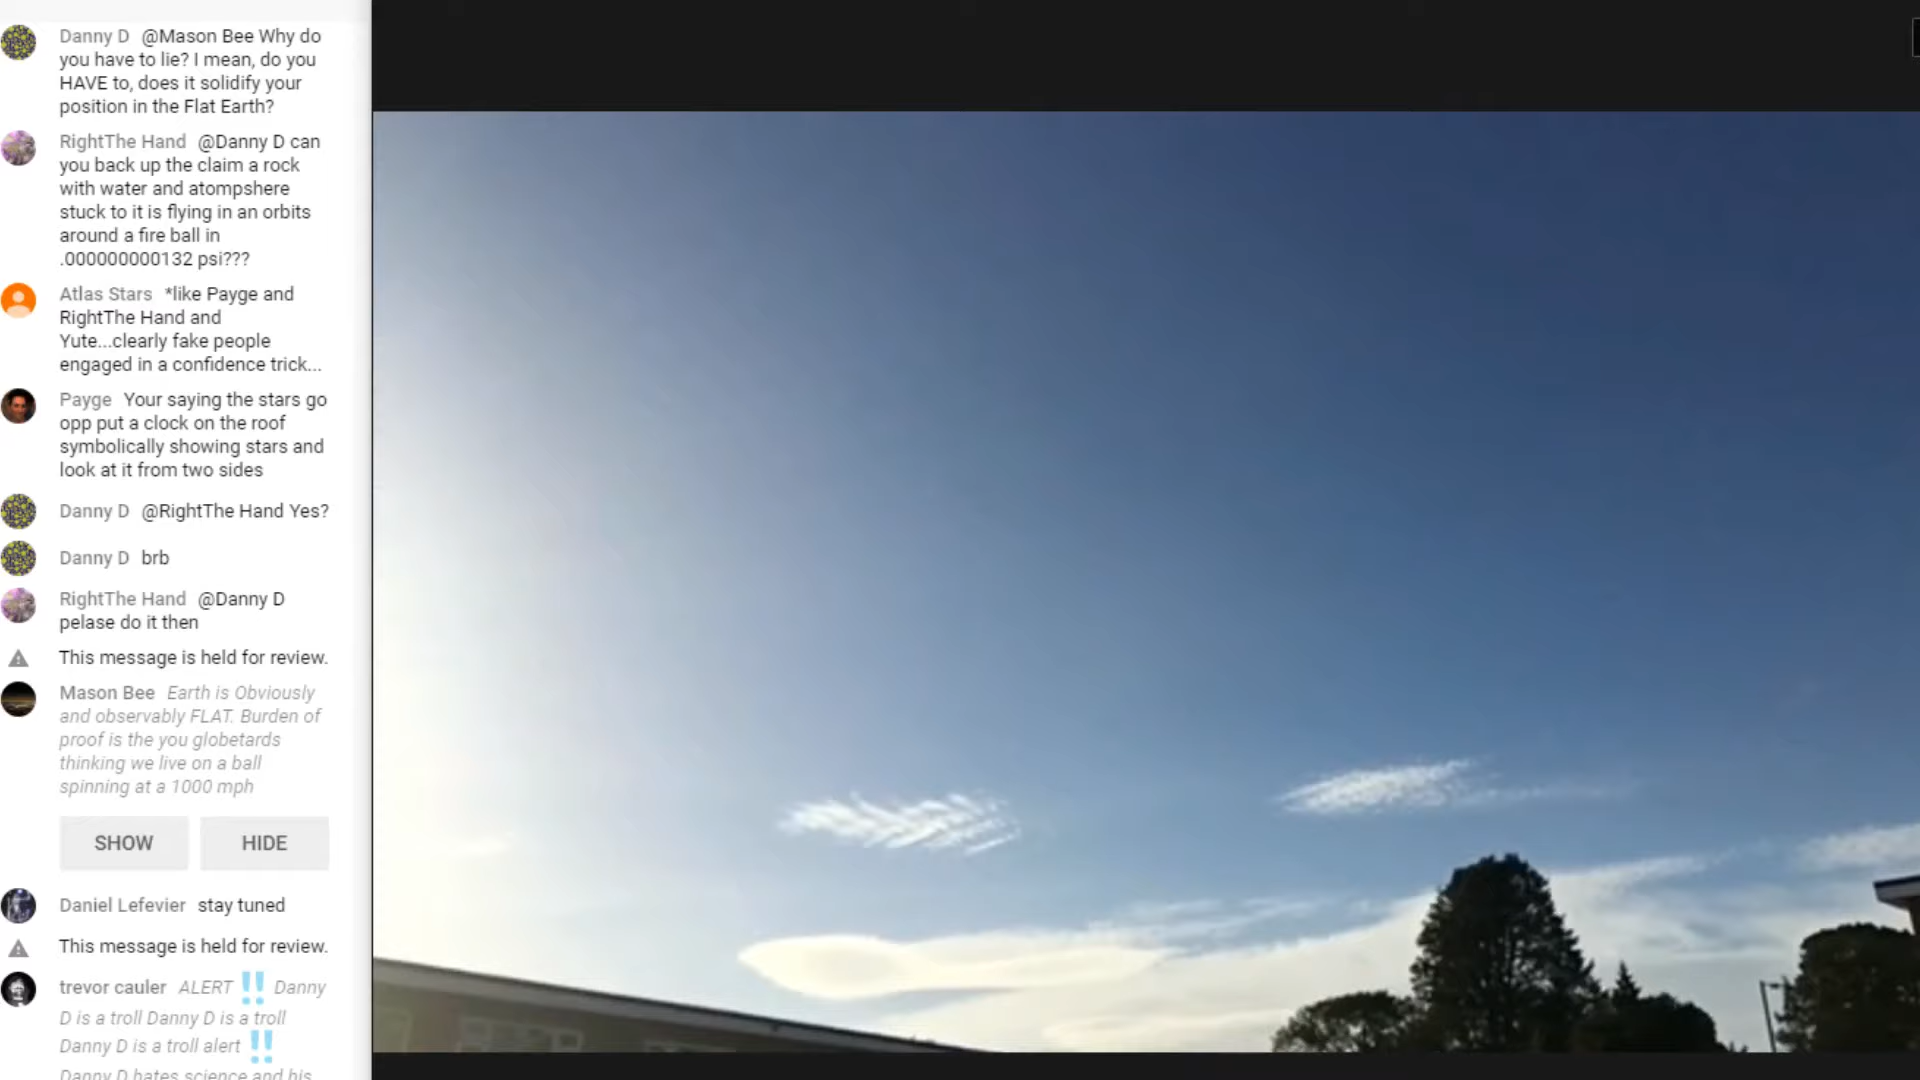 Danny D @Mason Bee Why do
you have to lie? I mean, do you
HAVE to, does it solidify your
position in the Flat Earth?
RightThe Hand @Danny D can
you back up the claim a rock
with water and atompshere
stuck to it is flying in an orbits
around a fire ball in
.000000000132 psi???
Atlas Stars *like Payge and
RightThe Hand and
Yute...clearly fake people
engaged in a confidence trick...
Payge Your saying the stars go
opp put a clock on the roof
symbolically showing stars and
look at it from two sides
Danny D @RightThe Hand Yes?
Danny D brb
RightThe Hand @Danny D
pelase do it then
This message is held for review.
Mason Bee Earth is Obviously
and observably FLAT. Burden of
proof is the you globetards
thinking we live on a ball
spinning at a 1000 mph
SHOW HIDE
Daniel Lefevier stay tuned
This message is held for review.
trevor cauler ALERT ‼ Danny
D is a troll Danny D is a troll
Danny D is a troll alert ‼
Danny D hates science and his